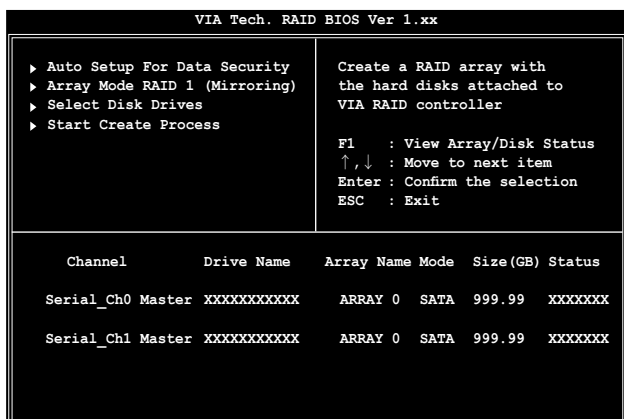 VIA Tech. RAID BIOS Ver 1.xx
Auto Setup For Data Security
Array Mode RAID 1 (Mirroring)
Select Disk Drives
Start Create Process
Create a RAID array with
the hard disks attached to
VIA RAID controller
F1 : View Array/Disk Status
↑,↓ : Move to next item
Enter : Confirm the selection
ESC : Exit
Channel Drive Name Array Name Mode Size(GB) Status
Serial_Ch0 Master XXXXXXXXXXX ARRAY 0 SATA 999.99 XXXXXXX
Serial_Ch1 Master XXXXXXXXXXX ARRAY 0 SATA 999.99 XXXXXXX